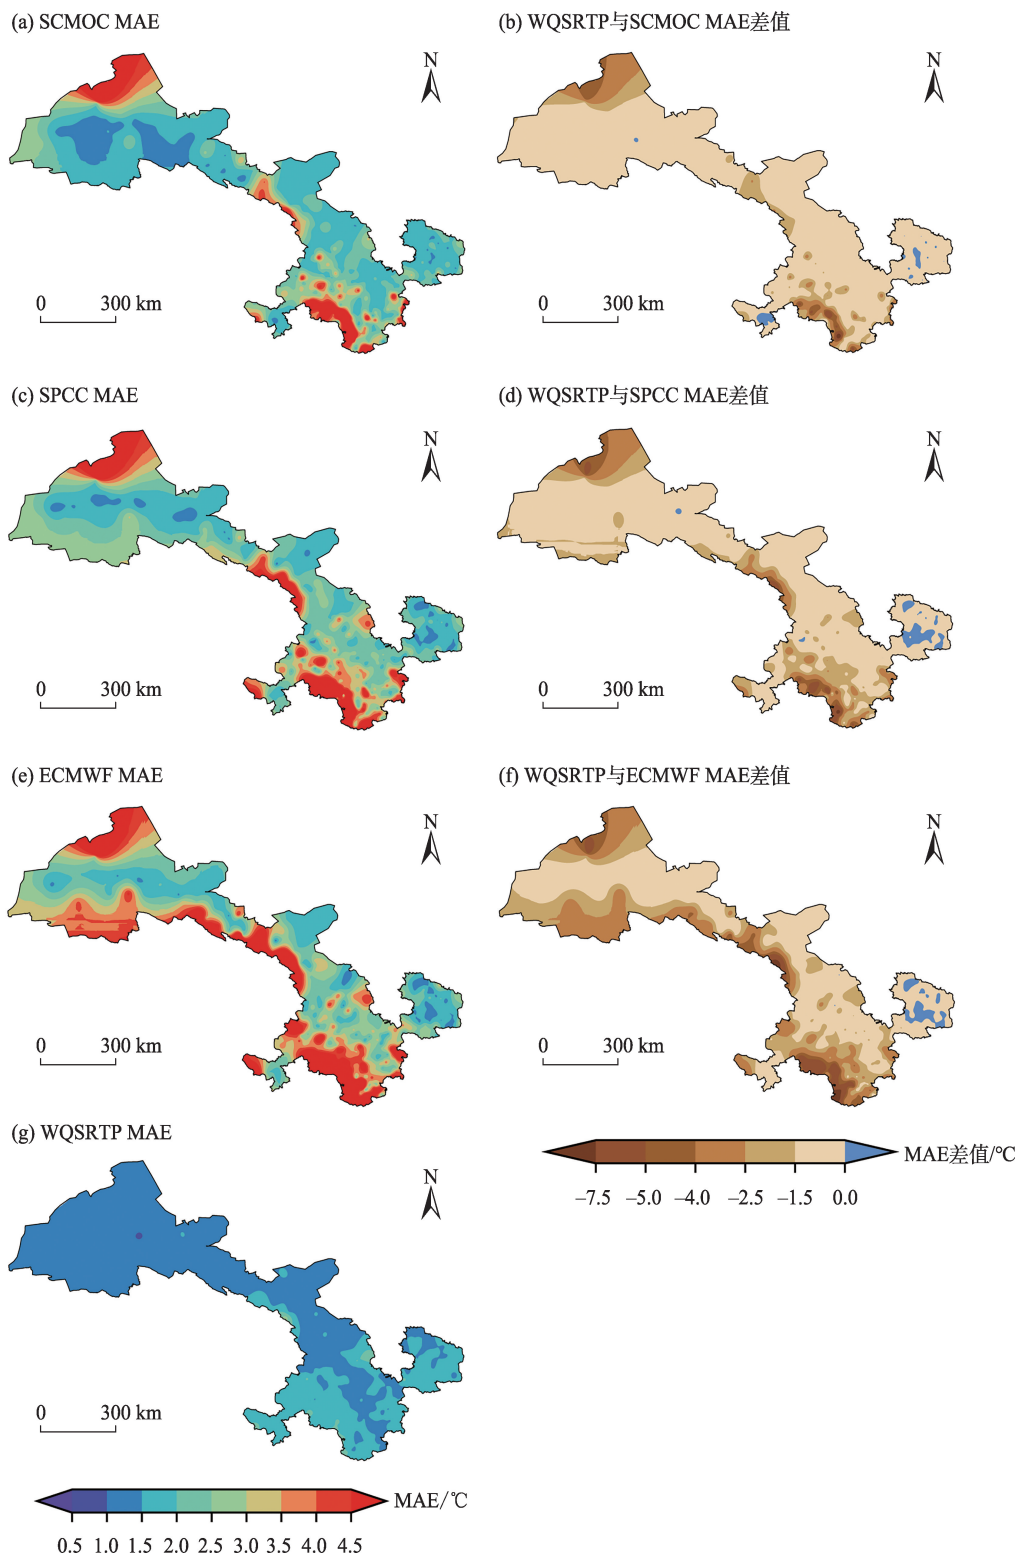 (a) SCMOC MAE
(b) WQSRTP与SCMOC MAE差值
N
N
0 300 km
0 300 km
(c) SPCC MAE
(d) WQSRTP与SPCC MAE差值
N
N
0 300 km
0 300 km
(e) ECMWF MAE
(f) WQSRTP与ECMWF MAE差值
N
N
0 300 km
0 300 km
(g) WQSRTP MAE
MAE差值/℃
–7.5 –5.0 –4.0 –2.5 –1.5 0.0
N
0 300 km
MAE/℃
0.5 1.0 1.5 2.0 2.5 3.0 3.5 4.0 4.5